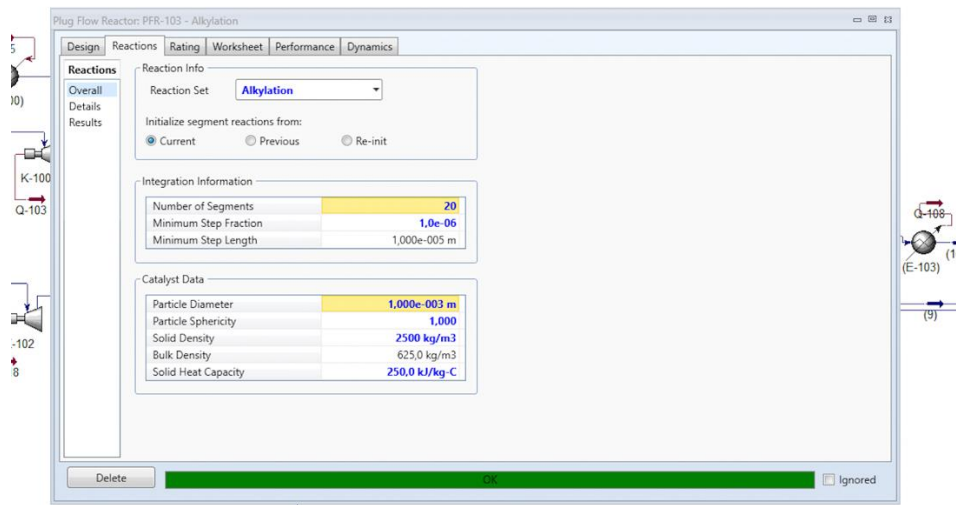 Plug Flow Reactor: PFR-103 - Alkylation
Design Reactions Rating Worksheet Performance Dynamics
Reactions
Overall
Details
Results
Reaction Info
Reaction Set Alkylation
Initialize segment reactions from:
Current Previous Re-init
Integration Information
Number of Segments 20
Minimum Step Fraction 1,0e-06
Minimum Step Length 1,000e-005 m
Catalyst Data
Particle Diameter 1,000e-003 m
Particle Sphericity 1,000
Solid Density 2500 kg/m3
Bulk Density 625,0 kg/m3
Solid Heat Capacity 250,0 kJ/kg-C
Delete OK Ignored
5
00)
K-100
Q-103
-102
8
Q-108
(E-103)
(1
(9)